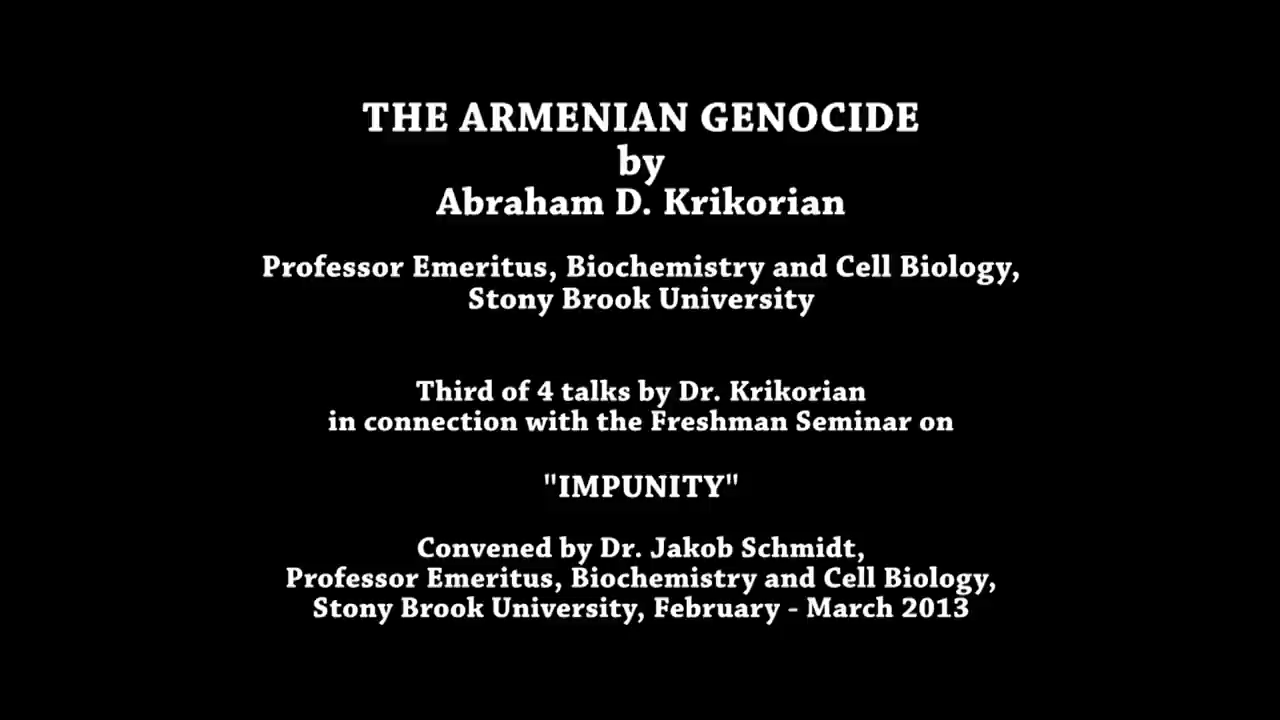 THE ARMENIAN GENOCIDE
by
Abraham D. Krikorian
Professor Emeritus, Biochemistry and Cell Biology,
Stony Brook University
Third of 4 talks by Dr. Krikorian
in connection with the Freshman Seminar on
"IMPUNITY"
Convened by Dr. Jakob Schmidt,
Professor Emeritus, Biochemistry and Cell Biology,
Stony Brook University, February - March 2013